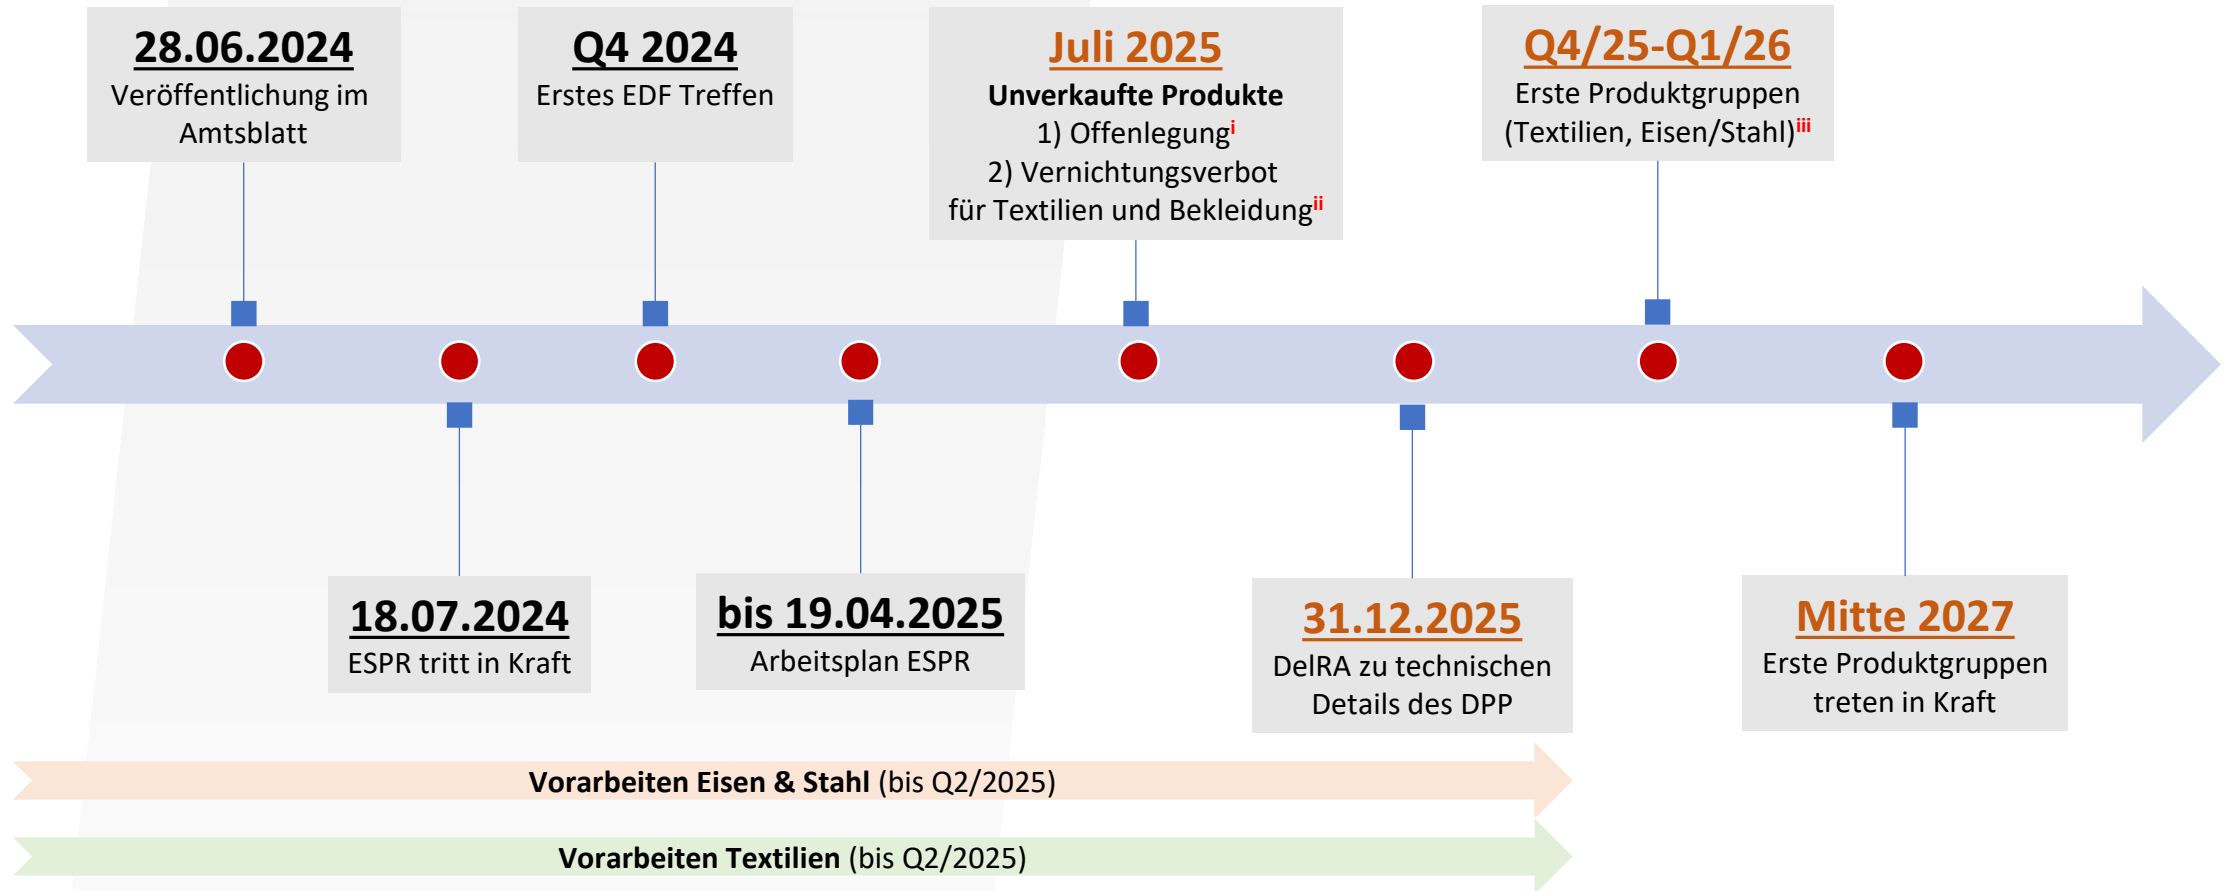 28.06.2024
Veröffentlichung im
Amtsblatt
Q4 2024
Erstes EDF Treffen
Juli 2025
Unverkaufte Produkte
1) Offenlegungⁱ
2) Vernichtungsverbot
für Textilien und Bekleidungⁱⁱ
Q4/25-Q1/26
Erste Produktgruppen
(Textilien, Eisen/Stahl)ⁱⁱⁱ
18.07.2024
ESPR tritt in Kraft
bis 19.04.2025
Arbeitsplan ESPR
31.12.2025
DelRA zu technischen
Details des DPP
Mitte 2027
Erste Produktgruppen
treten in Kraft
Vorarbeiten Eisen & Stahl (bis Q2/2025)
Vorarbeiten Textilien (bis Q2/2025)